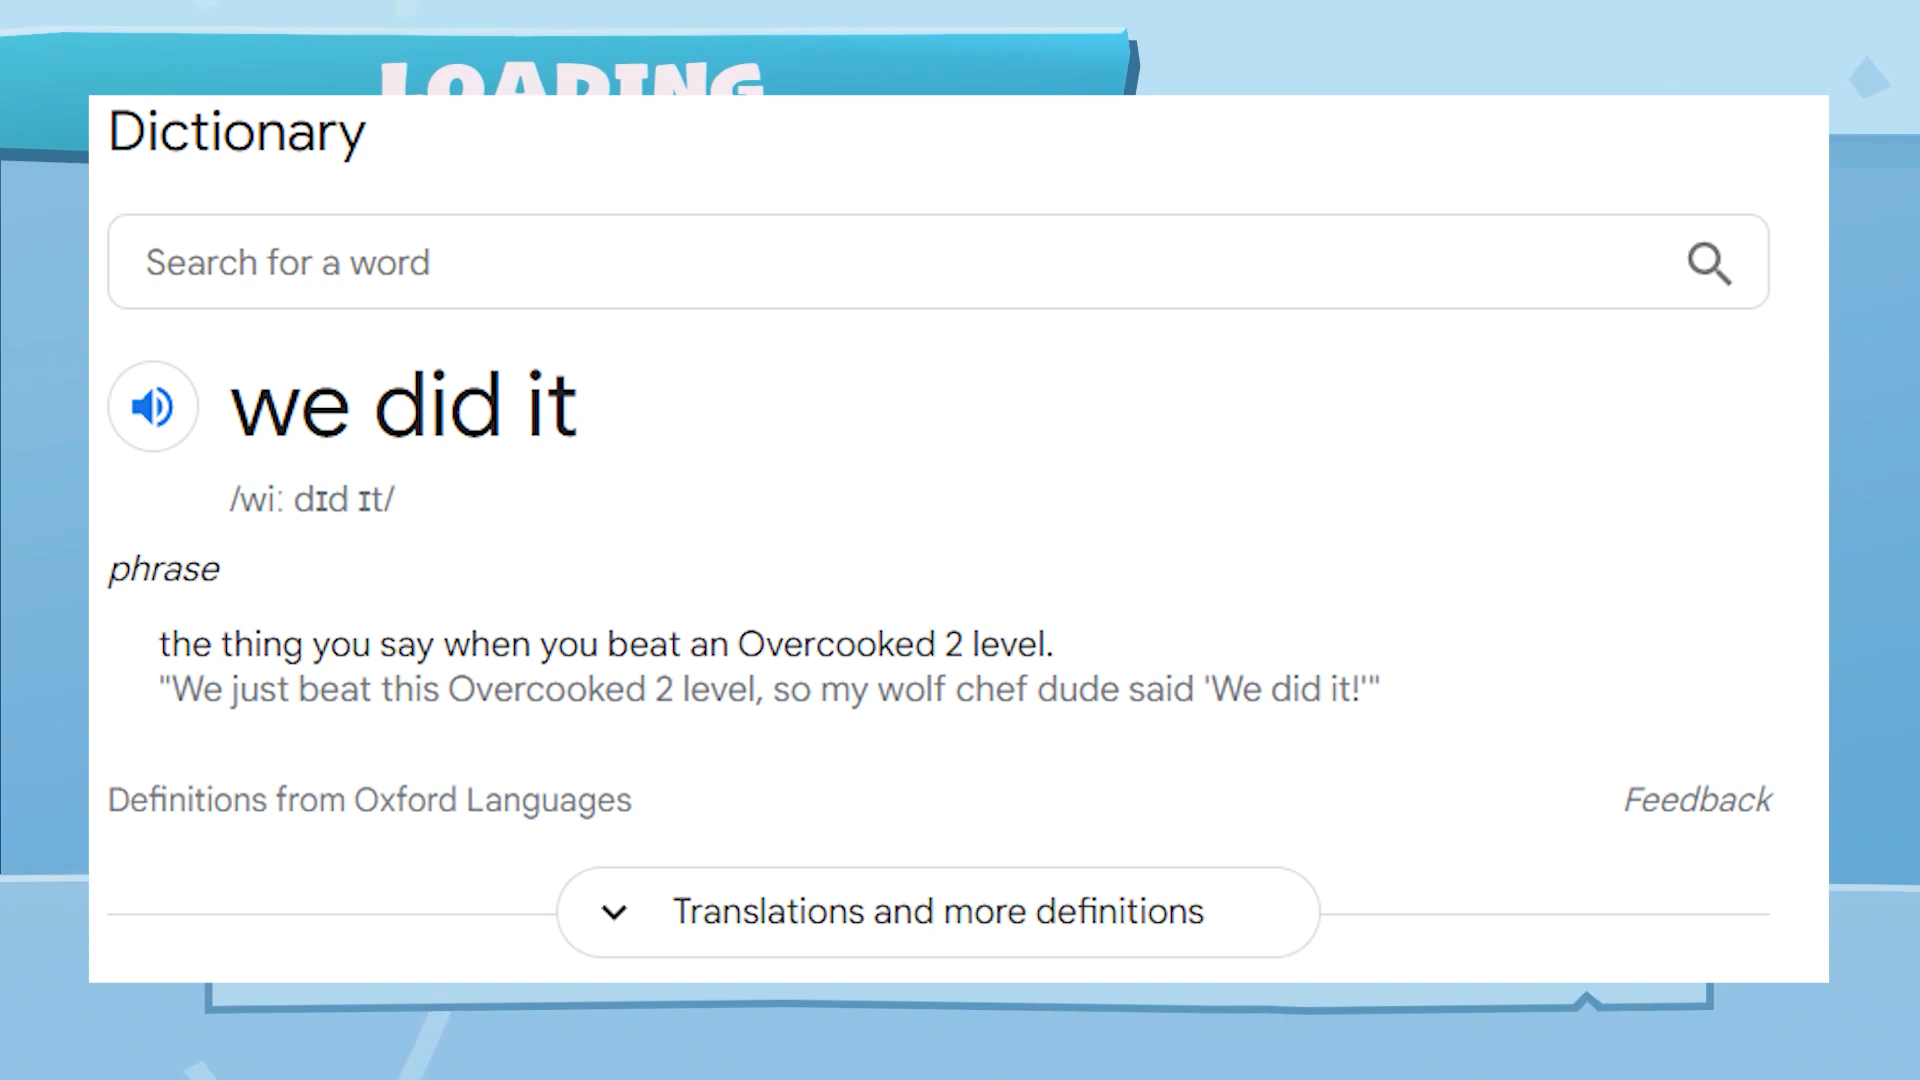 LOADING
Dictionary
Search for a word
we did it
/wiː dɪd ɪt/
phrase
the thing you say when you beat an Overcooked 2 level.
"We just beat this Overcooked 2 level, so my wolf chef dude said 'We did it!'"
Definitions from Oxford Languages
Feedback
Translations and more definitions